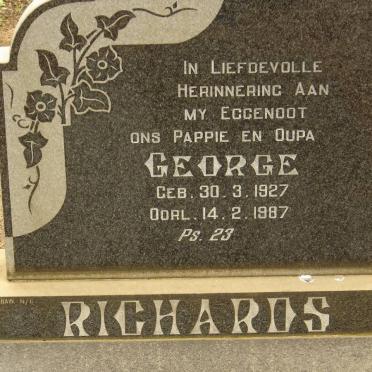 IN LIEFDEVOLLE
HERINNERING AAN
MY EGGENOOT
ONS PAPPIE EN OUPA
GEORGE
GEB. 30. 3. 1927
OORL. 14. 2. 1987
Ps. 23
RICHARDS